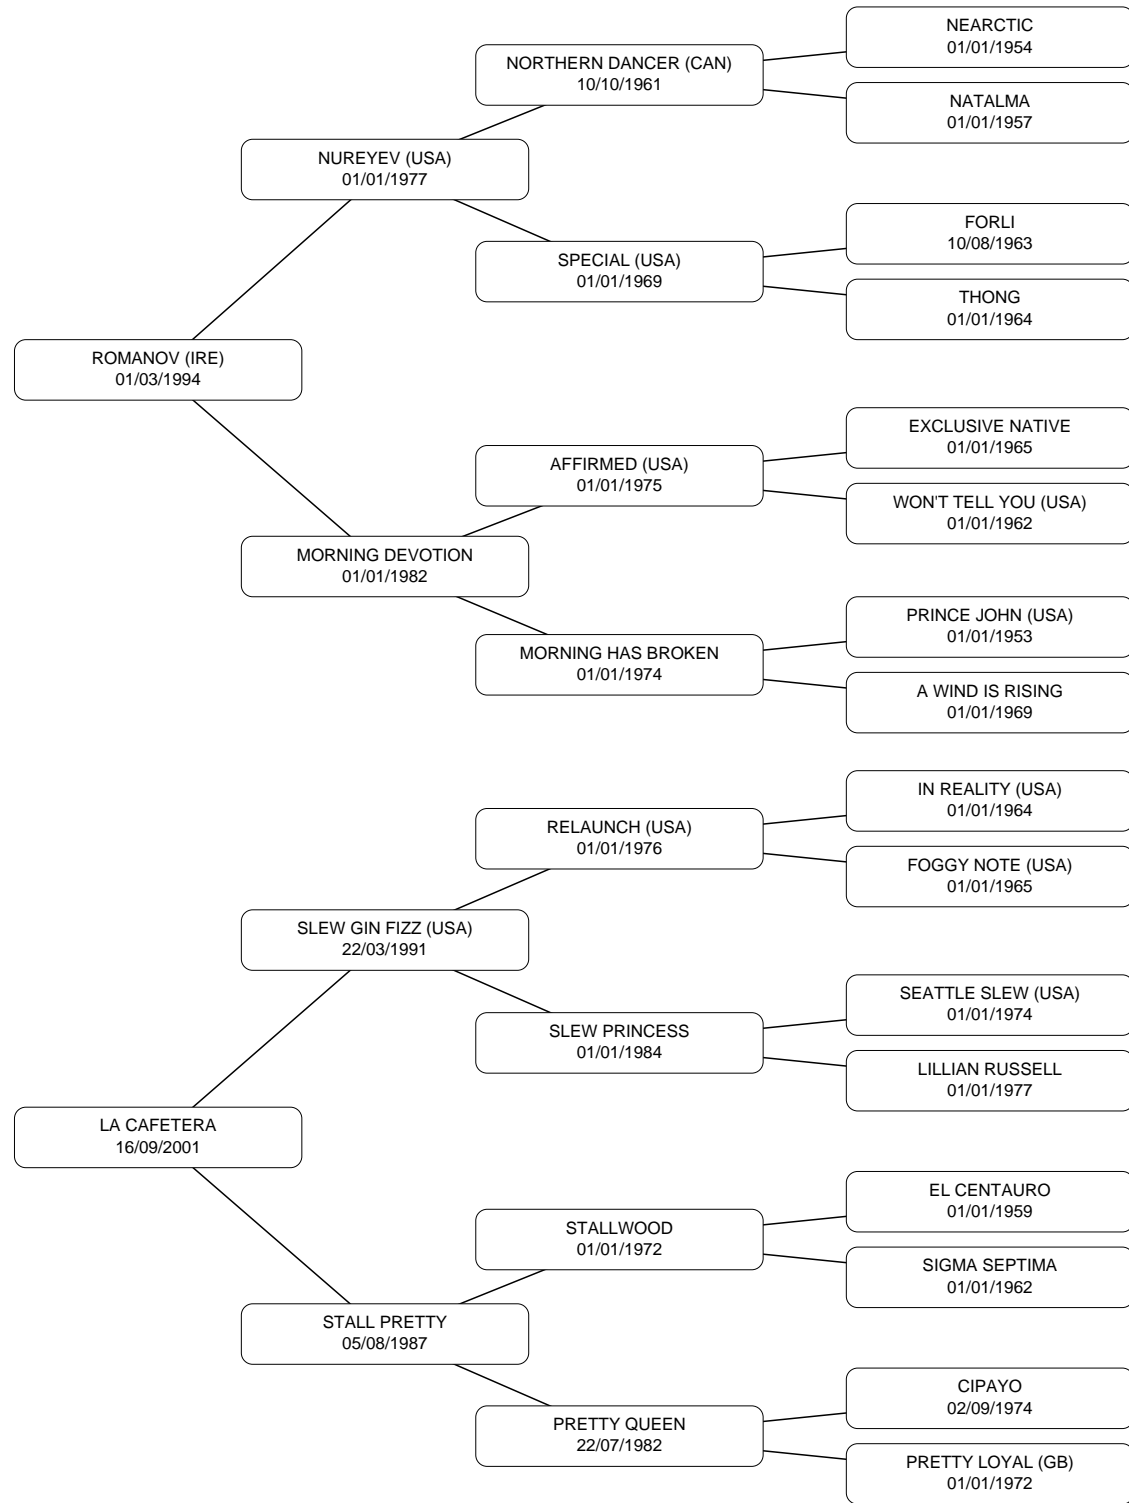 NEARCTIC
01/01/1954
NORTHERN DANCER (CAN)
10/10/1961
NATALMA
01/01/1957
NUREYEV (USA)
01/01/1977
FORLI
10/08/1963
SPECIAL (USA)
01/01/1969
THONG
01/01/1964
ROMANOV (IRE)
01/03/1994
EXCLUSIVE NATIVE
01/01/1965
AFFIRMED (USA)
01/01/1975
WON'T TELL YOU (USA)
01/01/1962
MORNING DEVOTION
01/01/1982
PRINCE JOHN (USA)
01/01/1953
MORNING HAS BROKEN
01/01/1974
A WIND IS RISING
01/01/1969
IN REALITY (USA)
01/01/1964
RELAUNCH (USA)
01/01/1976
FOGGY NOTE (USA)
01/01/1965
SLEW GIN FIZZ (USA)
22/03/1991
SEATTLE SLEW (USA)
01/01/1974
SLEW PRINCESS
01/01/1984
LILLIAN RUSSELL
01/01/1977
LA CAFETERA
16/09/2001
EL CENTAURO
01/01/1959
STALLWOOD
01/01/1972
SIGMA SEPTIMA
01/01/1962
STALL PRETTY
05/08/1987
CIPAYO
02/09/1974
PRETTY QUEEN
22/07/1982
PRETTY LOYAL (GB)
01/01/1972